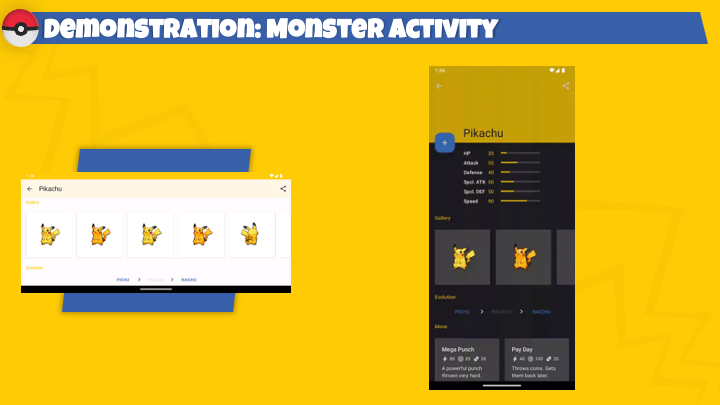 Demonstration: Monster Activity
Pikachu
Gallery
Evolution
PICHU > PIKACHU > RAICHU
1:34
Pikachu
+
HP 35
Attack 55
Defense 40
Spcl. ATK 50
Spcl. DEF 50
Speed 90
Gallery
Evolution
PICHU > PIKACHU > RAICHU
Move
Mega Punch
Pay Day
80 85 20
40 100 20
A powerful punch thrown very hard.
Throws coins. Gets them back later.